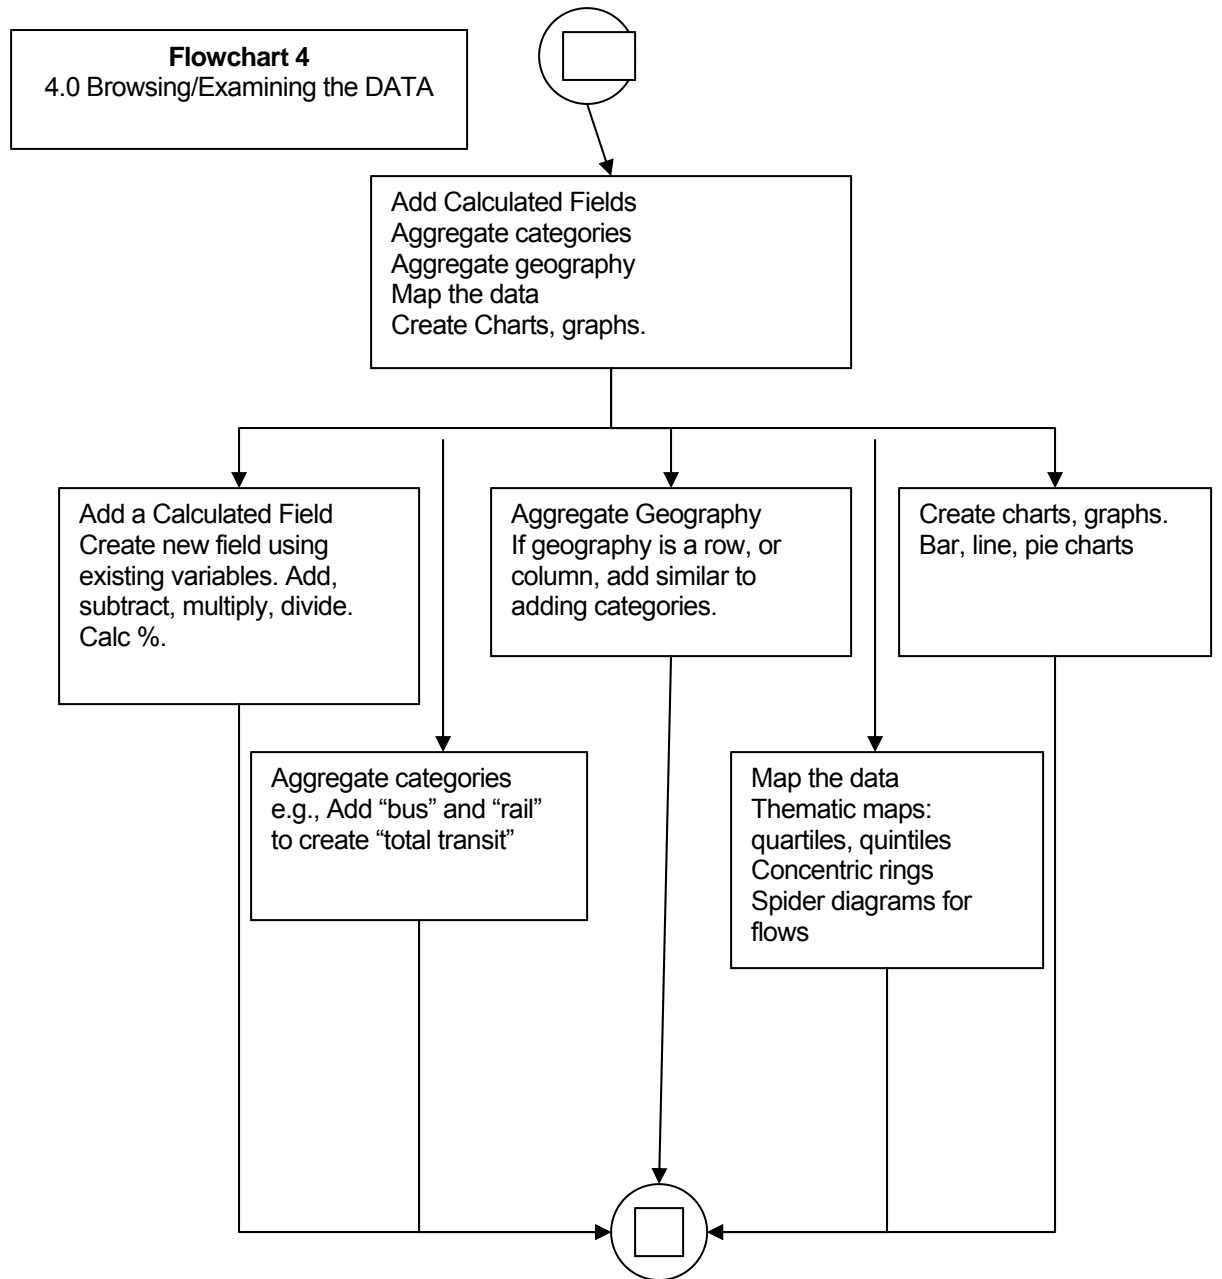 Flowchart 4
4.0 Browsing/Examining the DATA
Add Calculated Fields
Aggregate categories
Aggregate geography
Map the data
Create Charts, graphs.
Add a Calculated Field
Create new field using
existing variables. Add,
subtract, multiply, divide.
Calc %.
Aggregate Geography
If geography is a row, or
column, add similar to
adding categories.
Create charts, graphs.
Bar, line, pie charts
Aggregate categories
e.g., Add “bus” and “rail”
to create “total transit”
Map the data
Thematic maps:
quartiles, quintiles
Concentric rings
Spider diagrams for
flows